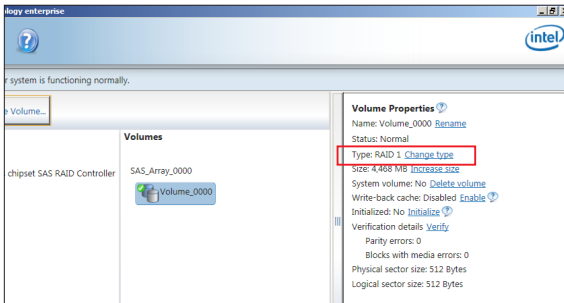 ology enterprise
intel
r system is functioning normally.
e Volume...
Volumes
chipset SAS RAID Controller
SAS_Array_0000
Volume_0000
Volume Properties
Name: Volume_0000 Rename
Status: Normal
Type: RAID 1 Change type
Size: 4,468 MB Increase size
System volume: No Delete volume
Write-back cache: Disabled Enable
Initialized: No Initialize
Verification details Verify
Parity errors: 0
Blocks with media errors: 0
Physical sector size: 512 Bytes
Logical sector size: 512 Bytes